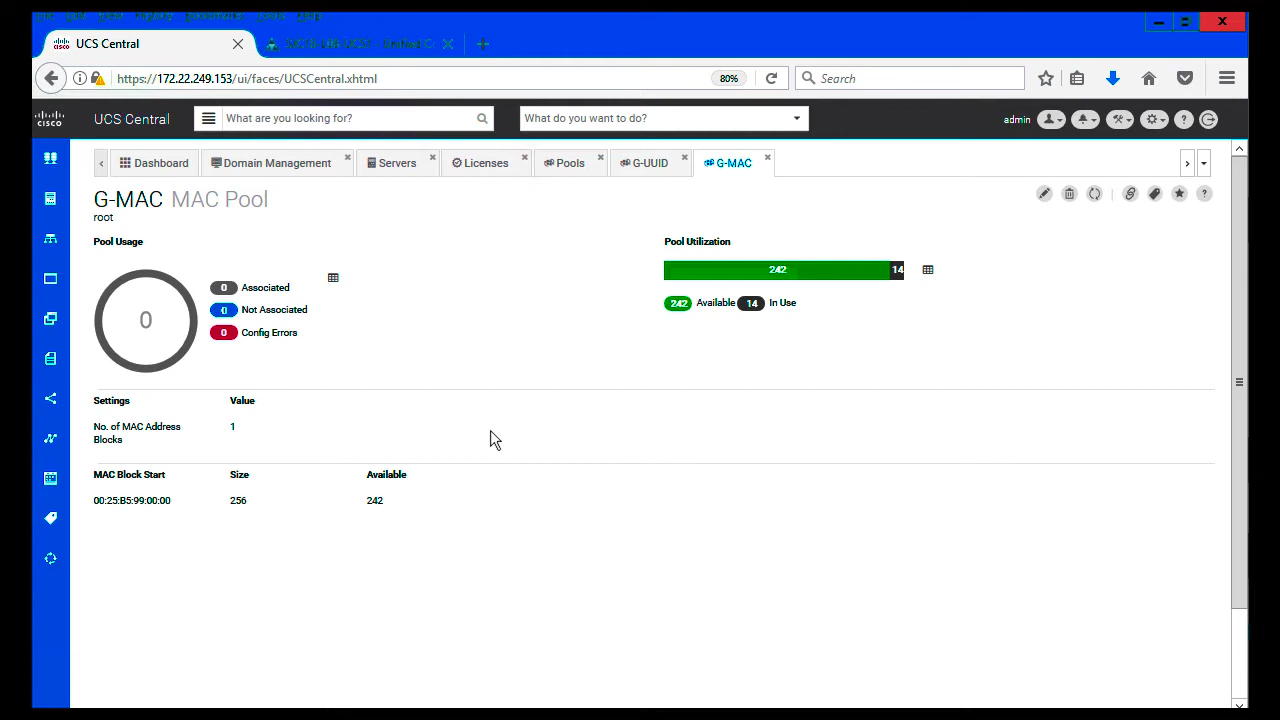 UCS Central
https://172.22.249.153/ui/faces/UCSCentral.xhtml
80%
Search
cisco
UCS Central
What are you looking for?
What do you want to do?
admin
Dashboard
Domain Management
Servers
Licenses
Pools
G-UUID
G-MAC
G-MAC MAC Pool
root
Pool Usage
Pool Utilization
0
0 Associated
0 Not Associated
0 Config Errors
242
14
242 Available 14 In Use
Settings Value
No. of MAC Address Blocks 1
MAC Block Start Size Available
00:25:B5:99:00:00 256 242